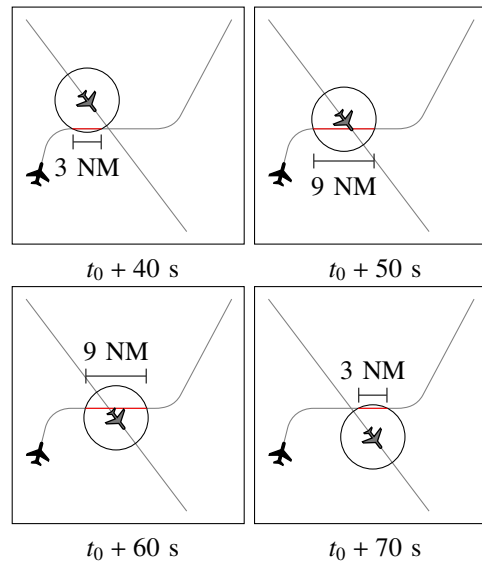 3 NM
9 NM
t₀ + 40 s
t₀ + 50 s
9 NM
3 NM
t₀ + 60 s
t₀ + 70 s